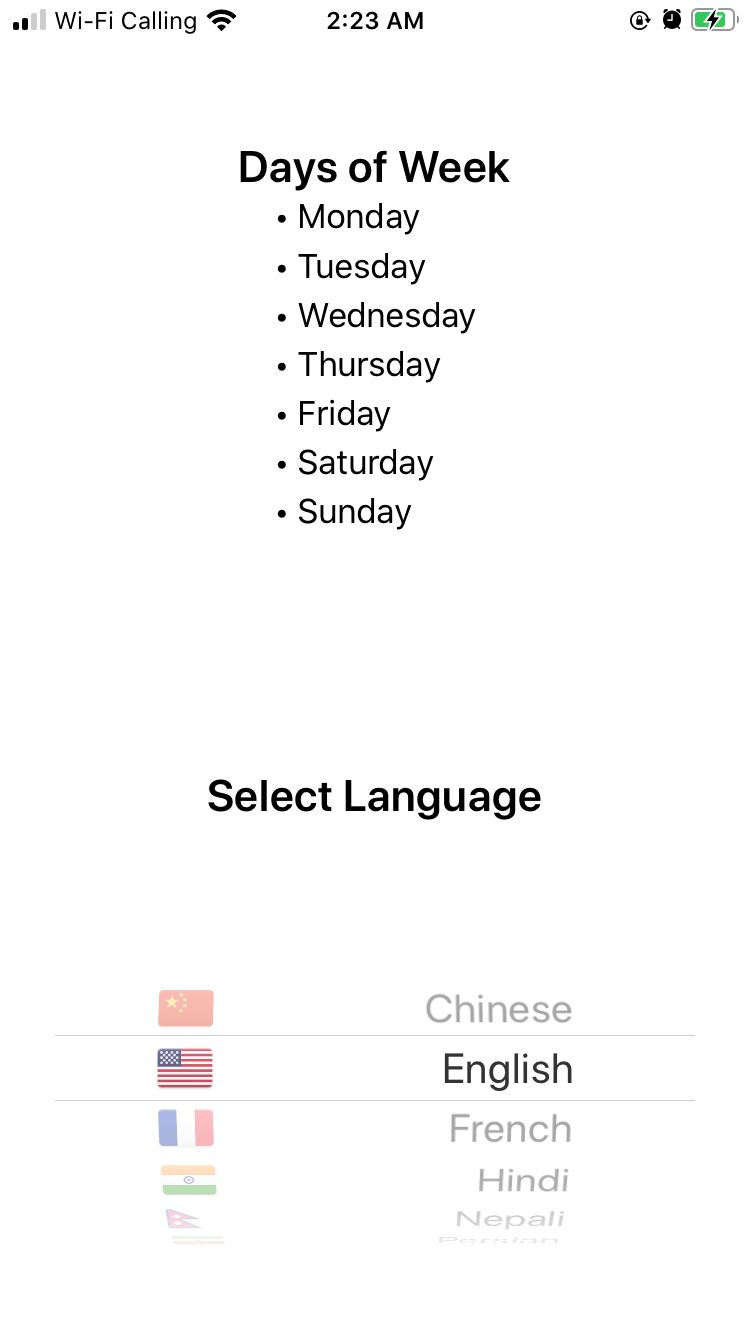 Wi-Fi Calling 2:23 AM
Days of Week
• Monday
• Tuesday
• Wednesday
• Thursday
• Friday
• Saturday
• Sunday
Select Language
Chinese
English
French
Hindi
Nepali
Persian